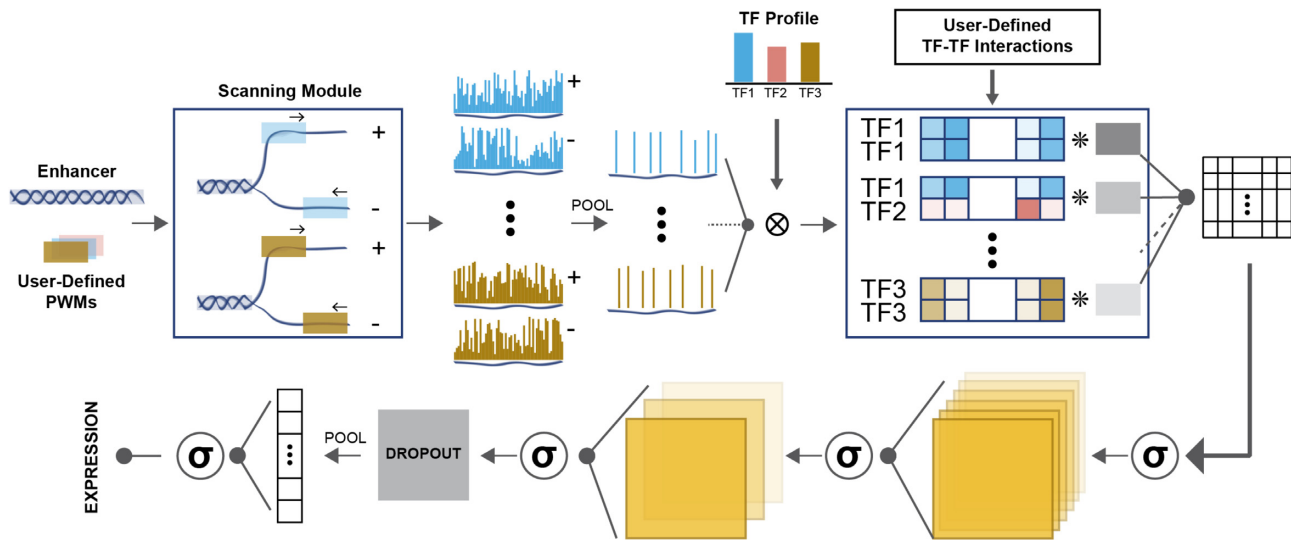 TF Profile
TF1 TF2 TF3
User-Defined
TF-TF Interactions
Scanning Module
Enhancer
User-Defined
PWMs
+
-
+
-
+
-
+
-
POOL
TF1
TF1
TF1
TF2
TF3
TF3
σ
σ
σ
DROPOUT
POOL
σ
EXPRESSION